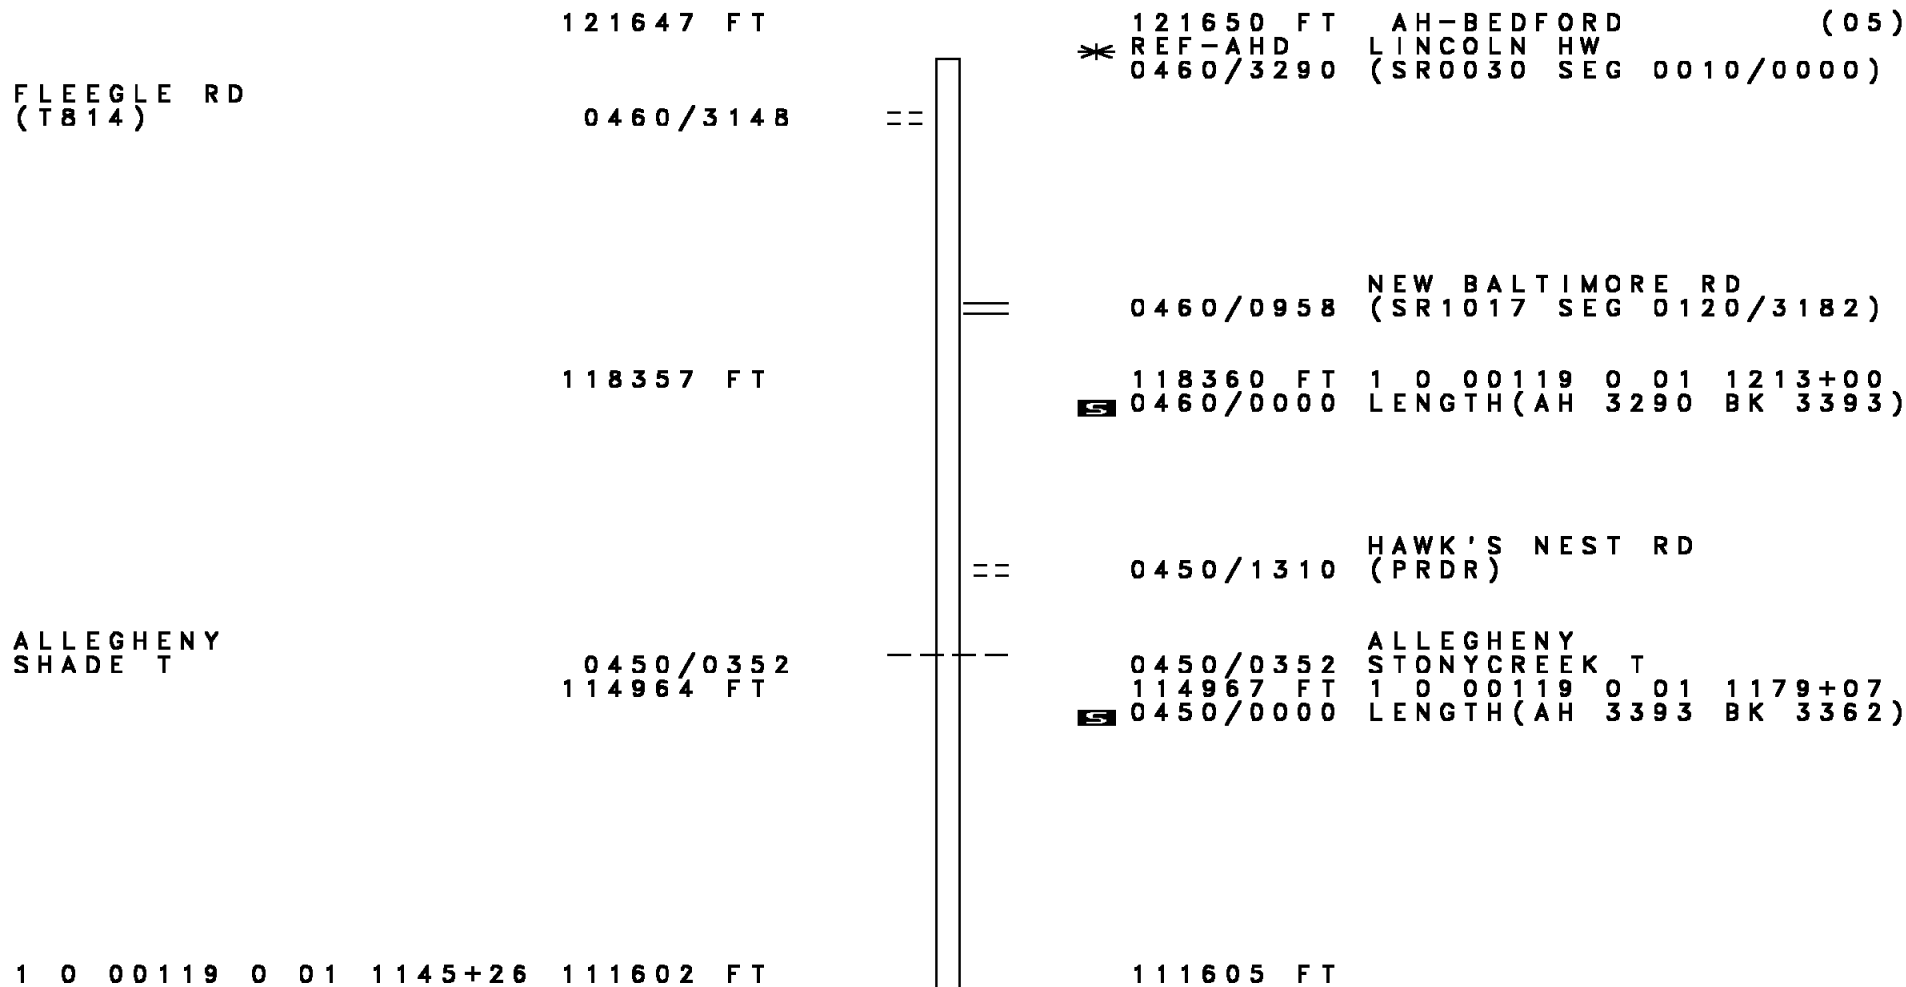 121647 FT 121650 FT AH-BEDFORD (05)
REF-AHD LINCOLN HW
0460/3290 (SR0030 SEG 0010/0000)
FLEEGLE RD
(T814) 0460/3148
NEW BALTIMORE RD
0460/0958 (SR1017 SEG 0120/3182)
118357 FT 118360 FT 1 0 00119 0 01 1213+00
S 0460/0000 LENGTH(AH 3290 BK 3393)
HAWK'S NEST RD
0450/1310 (PRDR)
ALLEGHENY ALLEGHENY
SHADE T 0450/0352 0450/0352 STONYCREEK T
114964 FT 114967 FT 1 0 00119 0 01 1179+07
S 0450/0000 LENGTH(AH 3393 BK 3362)
1 0 00119 0 01 1145+26 111602 FT 111605 FT